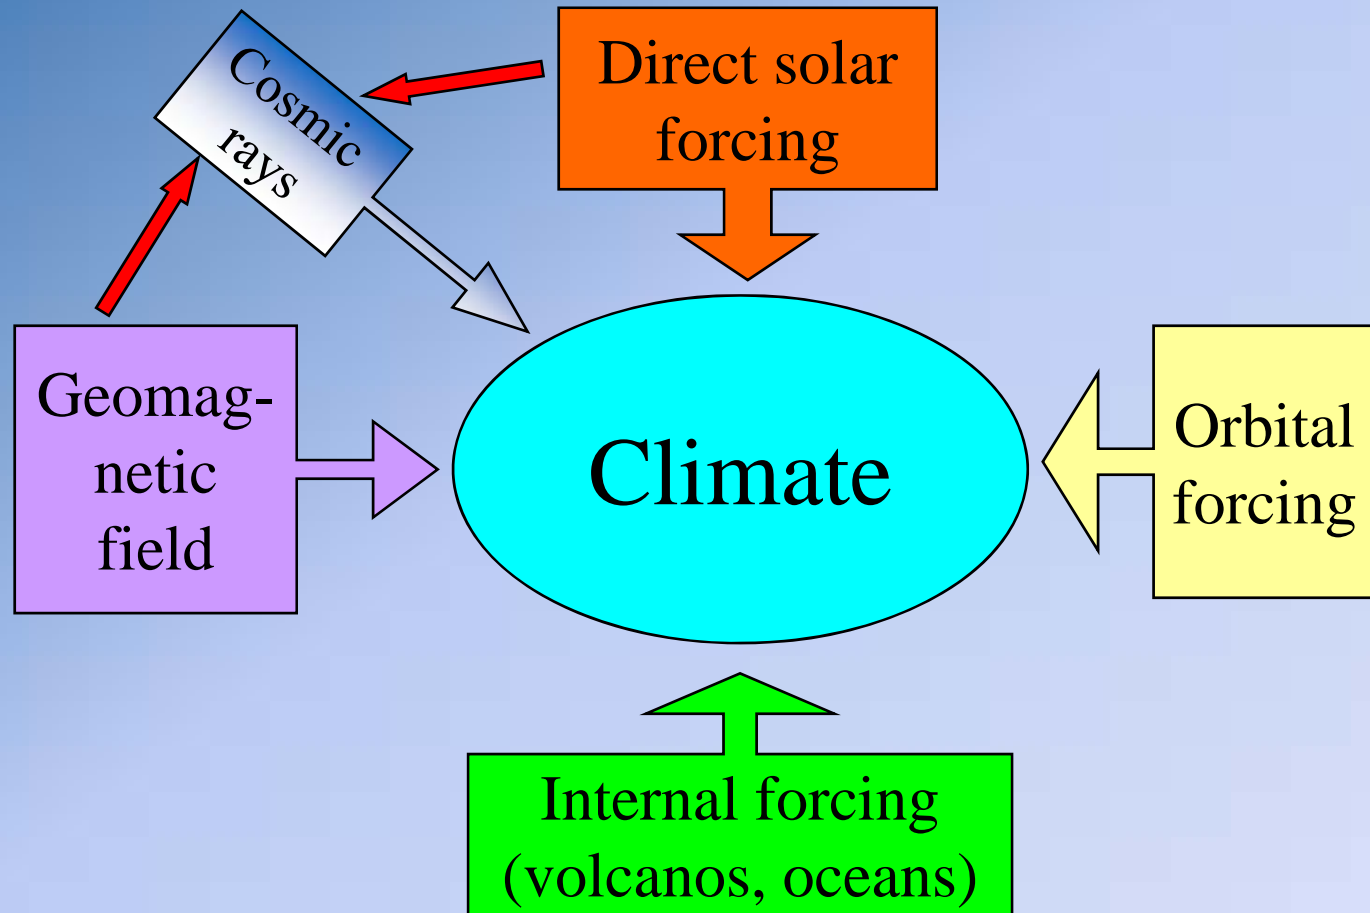 Cosmic
rays
Direct solar
forcing
Geomag-
netic
field
Climate
Orbital
forcing
Internal forcing
(volcanos, oceans)